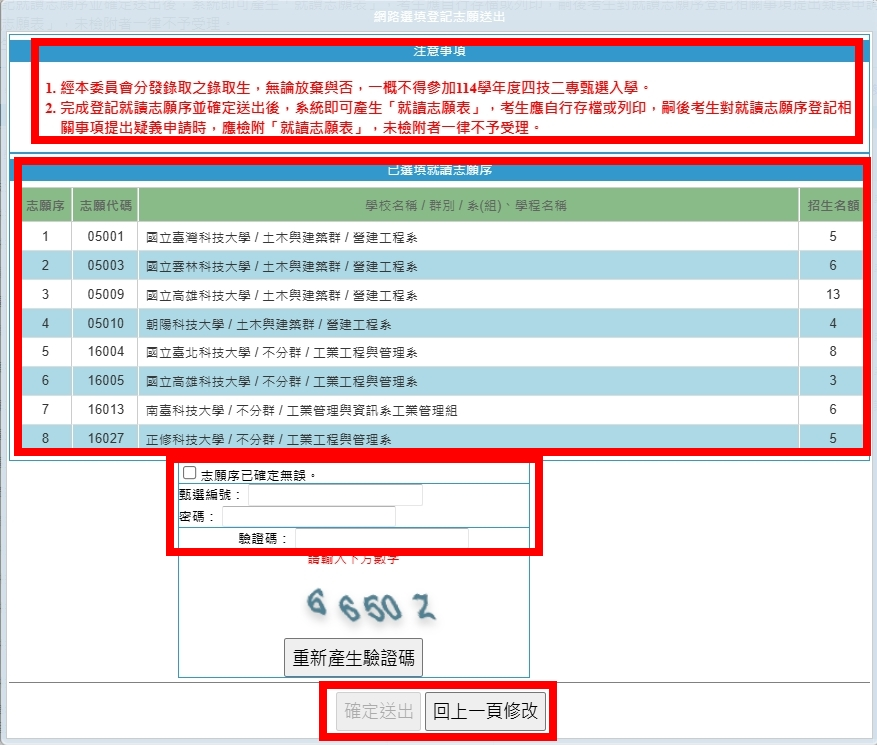 網路選填登記志願送出
注意事項
1. 經本委員會分發錄取之錄取生，無論放棄與否，一概不得參加114學年度四技二專甄選入學。
2. 完成登記就讀志願序並確定送出後，系統即可產生「就讀志願表」，考生應自行存檔或列印，嗣後考生對就讀志願序登記相
關事項提出疑義申請時，應檢附「就讀志願表」，未檢附者一律不予受理。
已選填就讀志願序
志願序 志願代碼 學校名稱 / 群別 / 系(組)、學程名稱 招生名額
1 05001 國立臺灣科技大學 / 土木與建築群 / 營建工程系 5
2 05003 國立雲林科技大學 / 土木與建築群 / 營建工程系 6
3 05009 國立高雄科技大學 / 土木與建築群 / 營建工程系 13
4 05010 朝陽科技大學 / 土木與建築群 / 營建工程系 4
5 16004 國立臺北科技大學 / 不分群 / 工業工程與管理系 8
6 16005 國立高雄科技大學 / 不分群 / 工業工程與管理系 3
7 16013 南臺科技大學 / 不分群 / 工業管理與資訊系工業管理組 6
8 16027 正修科技大學 / 不分群 / 工業工程與管理系 5
志願序已確定無誤。
甄選編號：
密碼：
驗證碼：
請輸入下方數字
6 6 5 0 2
重新產生驗證碼
確定送出 回上一頁修改